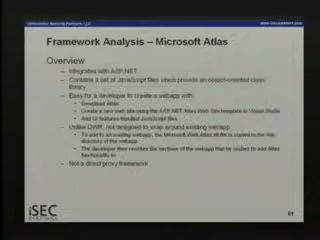 Information Security Partners, LLC
www.isecpartners.com
Framework Analysis – Microsoft Atlas
Overview
– Integrates with ASP.NET
– Contains a set of JavaScript files which provide an object-oriented class
library
– Easy for a developer to create a webapp with:
Download Atlas
Create a new web site using the ASP.NET Atlas Web Site template in Visual Studio
Add UI features handled JavaScript files
– Unlike DWR, not designed to wrap around existing webapp
To add to an existing webapp, the Microsoft.Web.Atlas.dll file is copied to the \bin
directory of the webapp
The developer then rewrites the sections of the webapp that he wished to add Atlas
functionality to
– Not a direct proxy framework
iSEC
PARTNERS
61